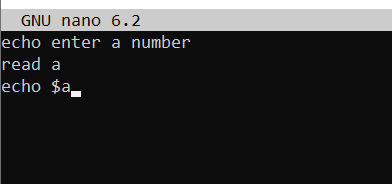 GNU nano 6.2
echo enter a number
read a
echo $a